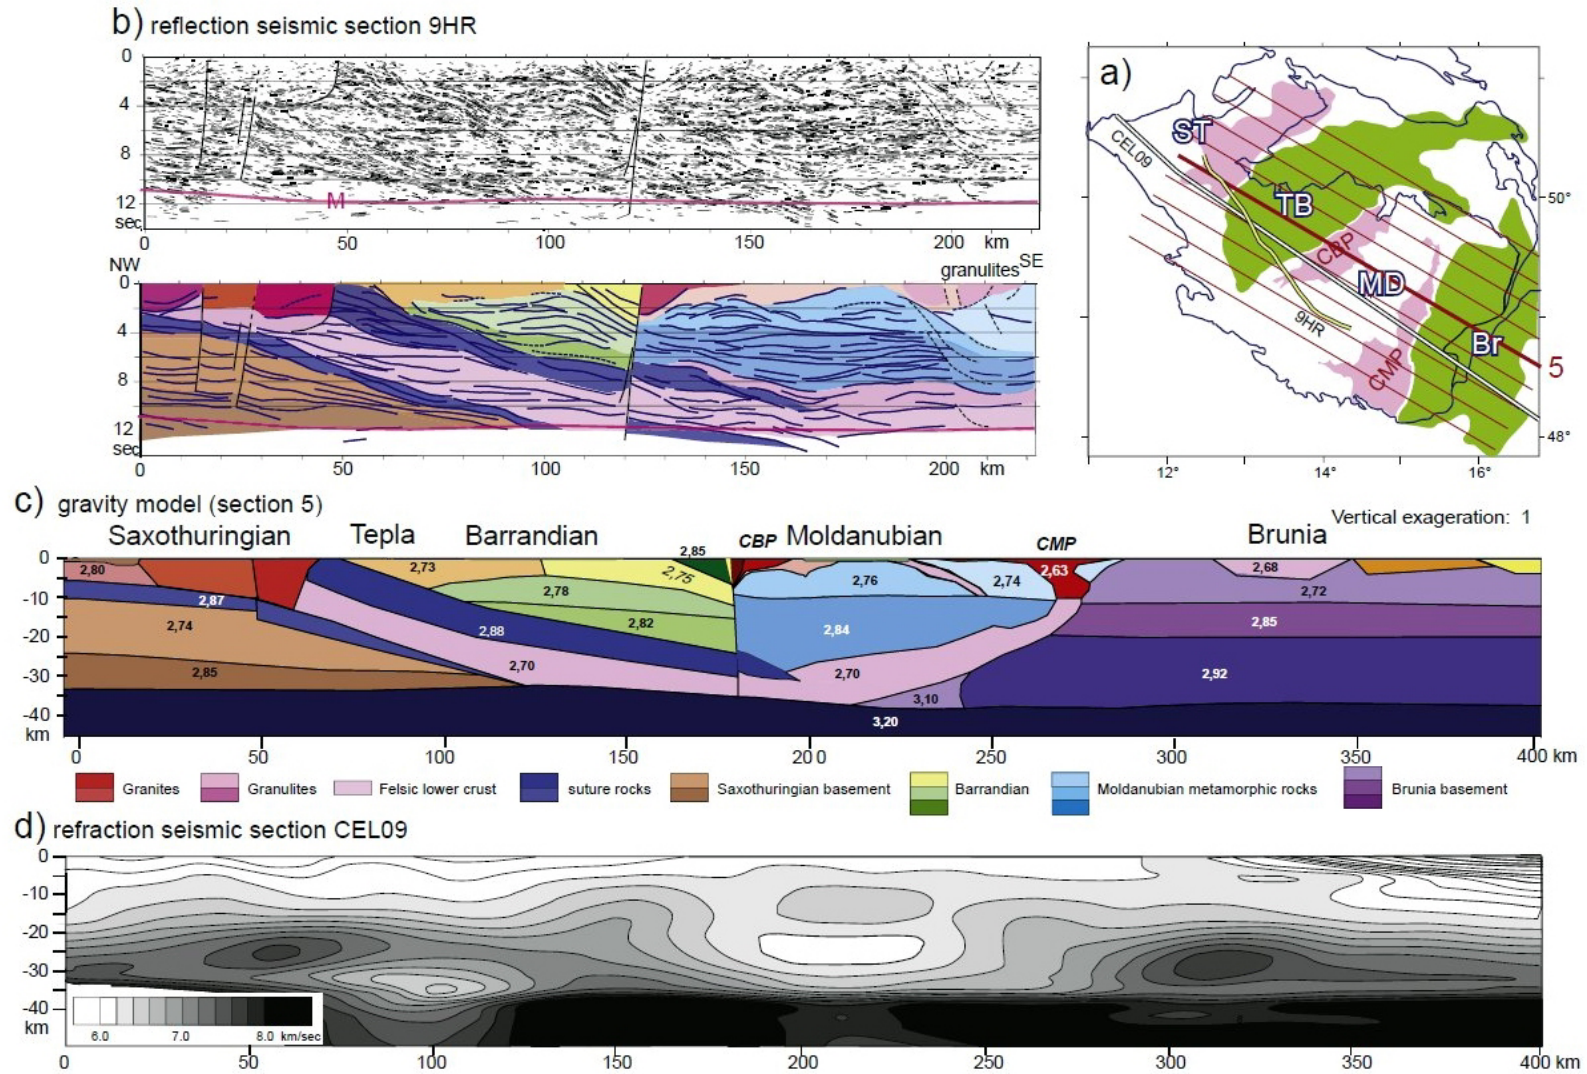 b) reflection seismic section 9HR
0
4
8
12
sec
M
0 50 100 150 200 km
NW
granulites SE
0
4
8
12
sec
0 50 100 150 200 km
a)
ST
CEL09
TB
CBP
MD
9HR
Br
CMP
5
50°
48°
12° 14° 16°
c) gravity model (section 5)
Vertical exageration: 1
Saxothuringian Tepla Barrandian CBP Moldanubian CMP Brunia
0
-10
-20
-30
-40
km
2,80
2,87
2,74
2,85
2,73
2,85
2,75
2,78
2,82
2,88
2,70
2,76
2,74
2,63
2,84
2,70
3,10
3,20
2,68
2,72
2,85
2,92
0 50 100 150 200 250 300 350 400 km
Granites Granulites Felsic lower crust suture rocks Saxothuringian basement Barrandian Moldanubian metamorphic rocks Brunia basement
d) refraction seismic section CEL09
0
-10
-20
-30
-40
km
6.0 7.0 8.0 km/sec
0 50 100 150 200 250 300 350 400 km